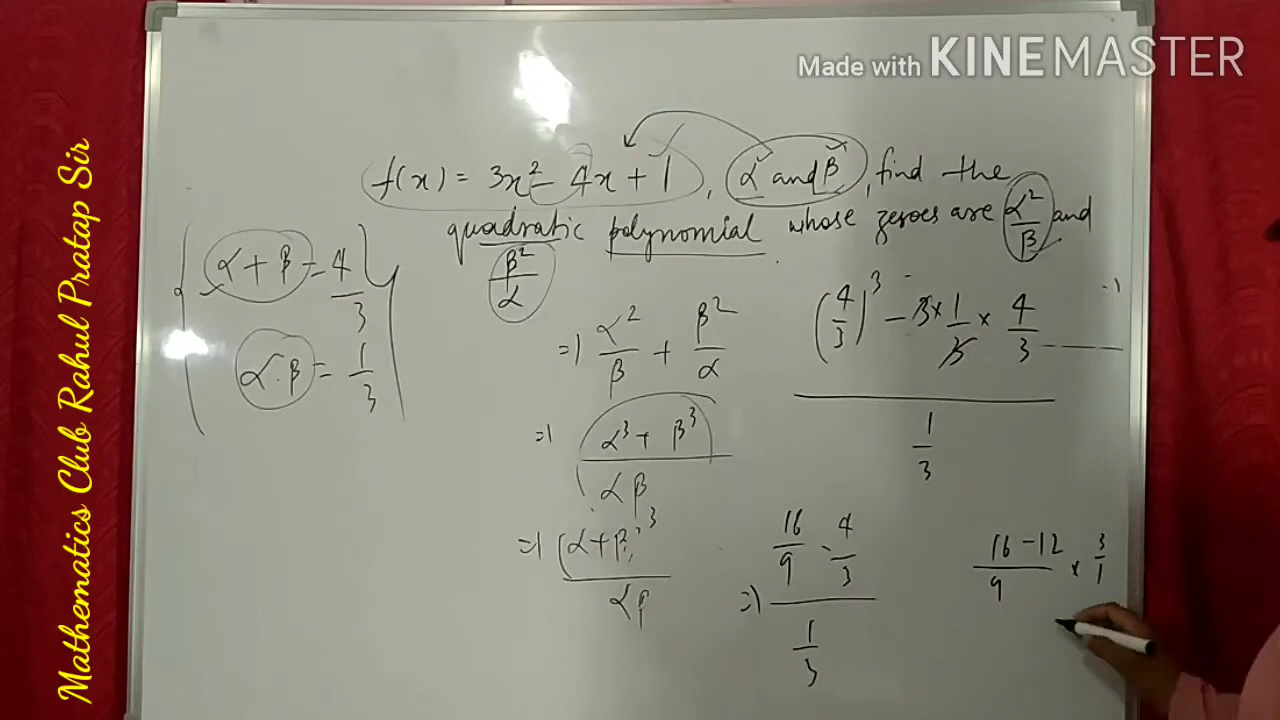 Made with KINEMASTER
Mathematics Club Rahul Pratap Sir
f(x) = 3x² - 4x + 1, α and β, find the
quadratic polynomial whose zeroes are α²/β and
β²/α
α + β = 4/3
α . β = 1/3
=) α²/β + β²/α
=) α³ + β³/αβ
=) (α + β)³/αβ
(4/3)³ - 3 × 1/3 × 4/3
1/3
=) 16/9 - 4/3
1/3
16 - 12/9 × 3/1